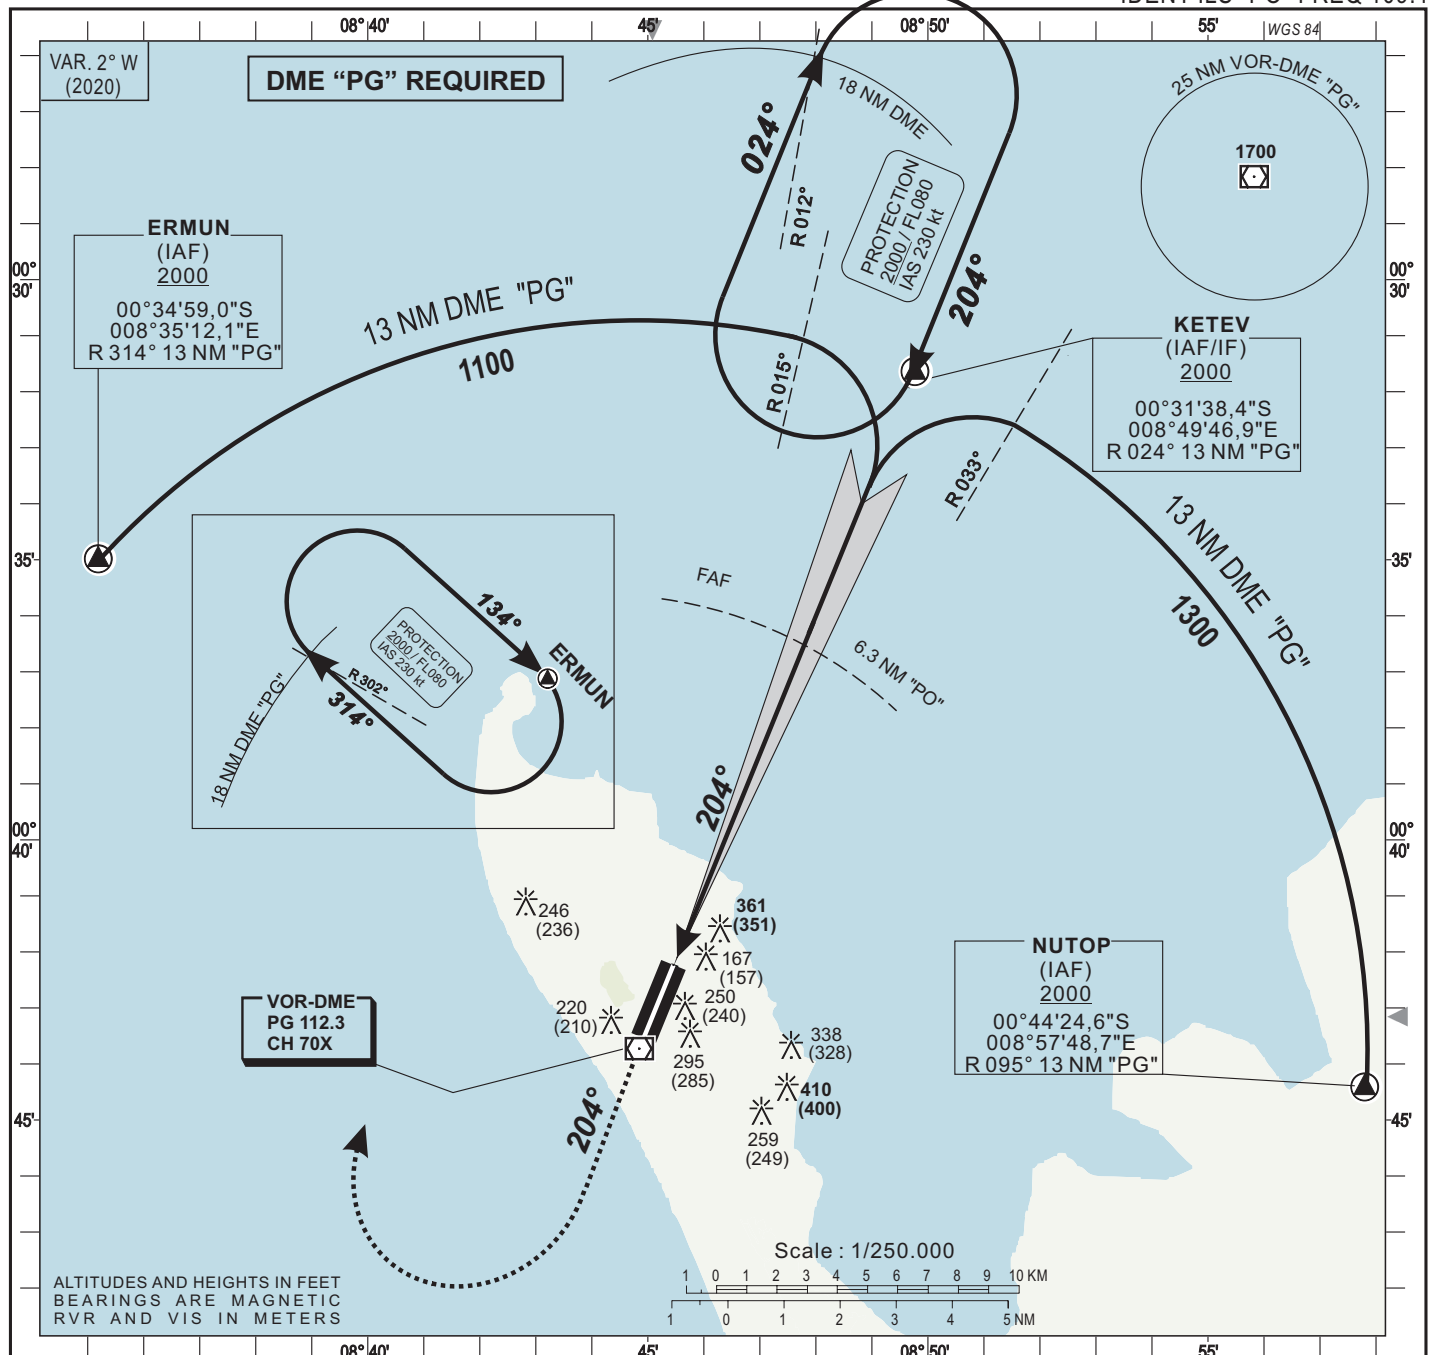 08°40'
45'
08°50'
55'
WGS 84
VAR. 2° W
(2020)
DME “PG” REQUIRED
18 NM DME
25 NM VOR-DME "PG"
1700
024°
R 012°
PROTECTION
2000 / FL080
IAS 230 kt
204°
ERMUN
(IAF)
2000
00°34'59,0"S
008°35'12,1"E
R 314° 13 NM "PG"
00°
30'
00°
30'
13 NM DME "PG"
1100
R 015°
KETEV
(IAF/IF)
2000
00°31'38,4"S
008°49'46,9"E
R 024° 13 NM "PG"
R 033°
13 NM DME "PG"
1300
35'
35'
FAF
6.3 NM "PO"
134°
PROTECTION
2000 / FL080
IAS 230 kt
ERMUN
R 302°
314°
18 NM DME "PG"
204°
00°
40'
00°
40'
246
(236)
361
(351)
167
(157)
250
(240)
220
(210)
295
(285)
338
(328)
410
(400)
259
(249)
VOR-DME
PG 112.3
CH 70X
NUTOP
(IAF)
2000
00°44'24,6"S
008°57'48,7"E
R 095° 13 NM "PG"
45'
45'
204°
Scale : 1/250.000
1 0 1 2 3 4 5 6 7 8 9 10 KM
1 0 1 2 3 4 5 NM
ALTITUDES AND HEIGHTS IN FEET
BEARINGS ARE MAGNETIC
RVR AND VIS IN METERS
08°40'
45'
08°50'
55'